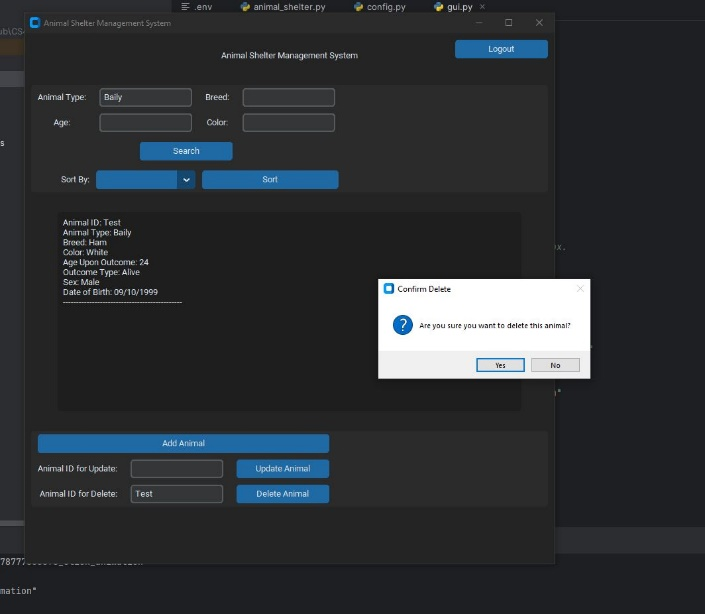 .env animal_shelter.py config.py gui.py
Animal Shelter Management System
Animal Shelter Management System
Logout
Animal Type: Baily Breed:
Age: Color:
Search
Sort By: Sort
Animal ID: Test
Animal Type: Baily
Breed: Ham
Color: White
Age Upon Outcome: 24
Outcome Type: Alive
Sex: Male
Date of Birth: 09/10/1999
----------------------------------------------
Confirm Delete
Are you sure you want to delete this animal?
Yes No
Add Animal
Animal ID for Update: Update Animal
Animal ID for Delete: Test Delete Animal
mation"